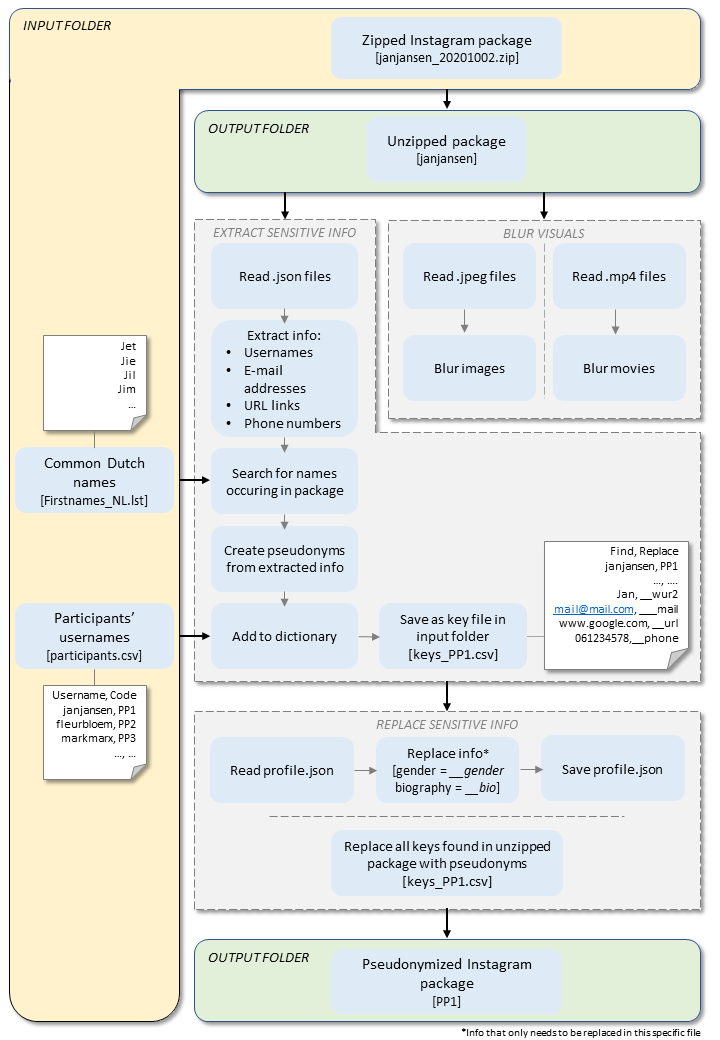 INPUT FOLDER
Zipped Instagram package
[janjansen_20201002.zip]
OUTPUT FOLDER
Unzipped package
[janjansen]
EXTRACT SENSITIVE INFO
Read .json files
Extract info:
• Usernames
• E-mail
addresses
• URL links
• Phone numbers
BLUR VISUALS
Read .jpeg files
Read .mp4 files
Blur images
Blur movies
Jet
Jie
Jil
Jim
...
Common Dutch
names
[Firstnames_NL.lst]
Search for names
occuring in package
Create pseudonyms
from extracted info
Participants'
usernames
[participants.csv]
Add to dictionary
Save as key file in
input folder
[keys_PP1.csv]
Find, Replace
janjansen, PP1
..., ....
Jan, __wur2
mail@mail.com, ___mail
www.google.com, __url
061234578,__phone
Username, Code
janjansen, PP1
fleurbloem, PP2
markmarx, PP3
..., ...
REPLACE SENSITIVE INFO
Read profile.json
Replace info*
[gender = __gender
biography = __bio]
Save profile.json
Replace all keys found in unzipped
package with pseudonyms
[keys_PP1.csv]
OUTPUT FOLDER
Pseudonymized Instagram
package
[PP1]
*Info that only needs to be replaced in this specific file